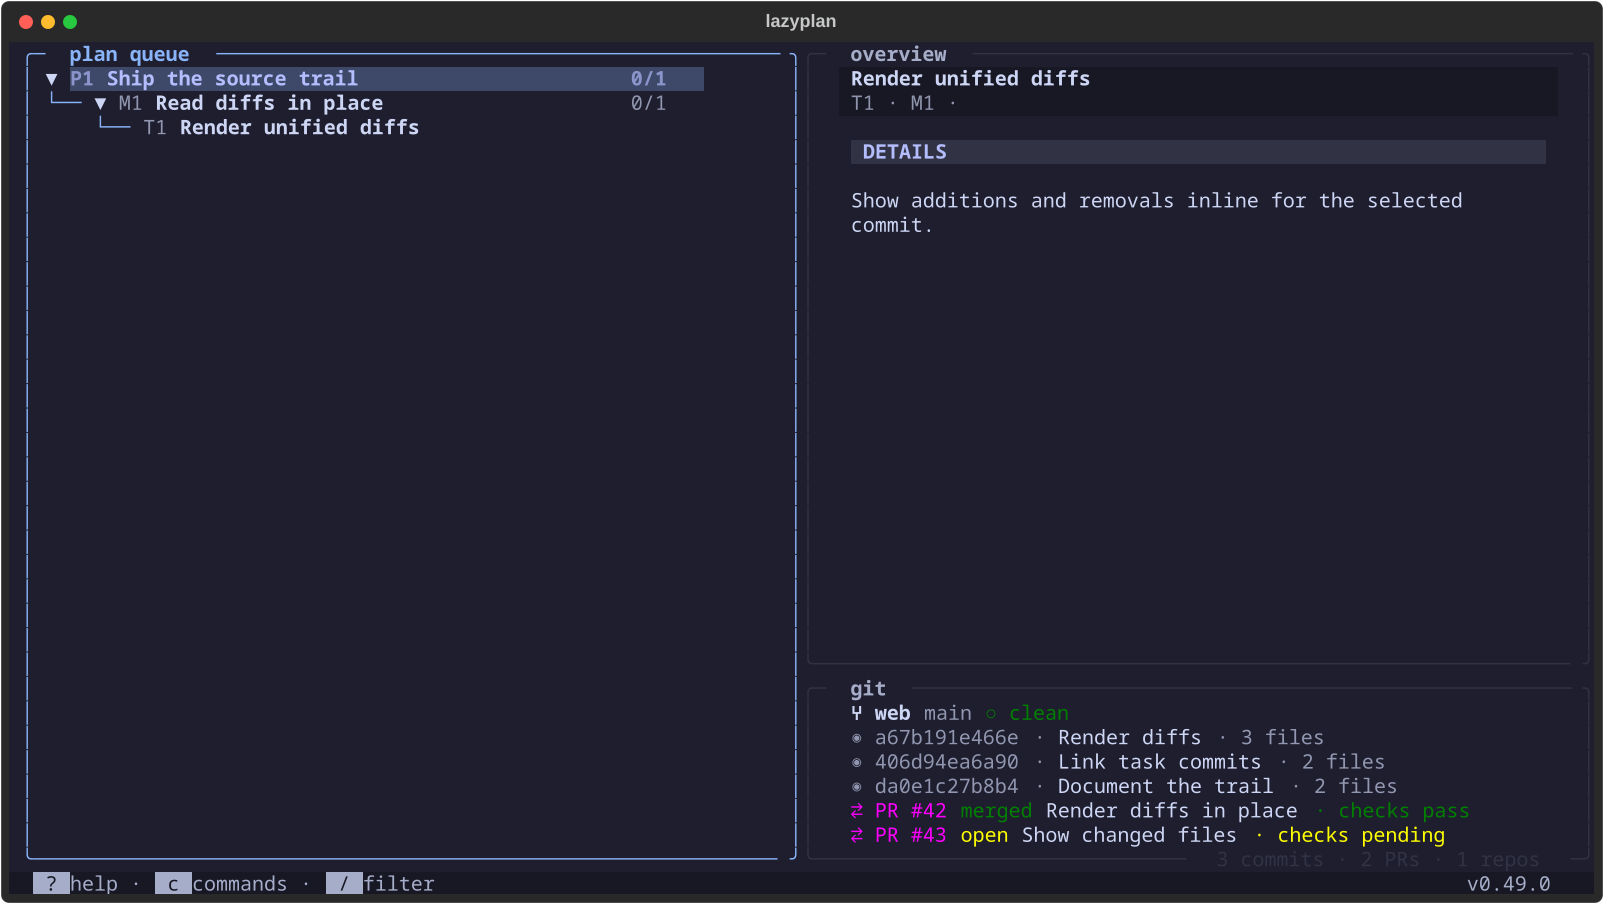 lazyplan
plan queue
▼ P1 Ship the source trail 0/1
▼ M1 Read diffs in place 0/1
T1 Render unified diffs
overview
Render unified diffs
T1 · M1 ·
DETAILS
Show additions and removals inline for the selected
commit.
git
web main ○ clean
◉ a67b191e466e · Render diffs · 3 files
◉ 406d94ea6a90 · Link task commits · 2 files
◉ da0e1c27b8b4 · Document the trail · 2 files
⇄ PR #42 merged Render diffs in place · checks pass
⇄ PR #43 open Show changed files · checks pending
3 commits · 2 PRs · 1 repos
? help · c commands · / filter
v0.49.0